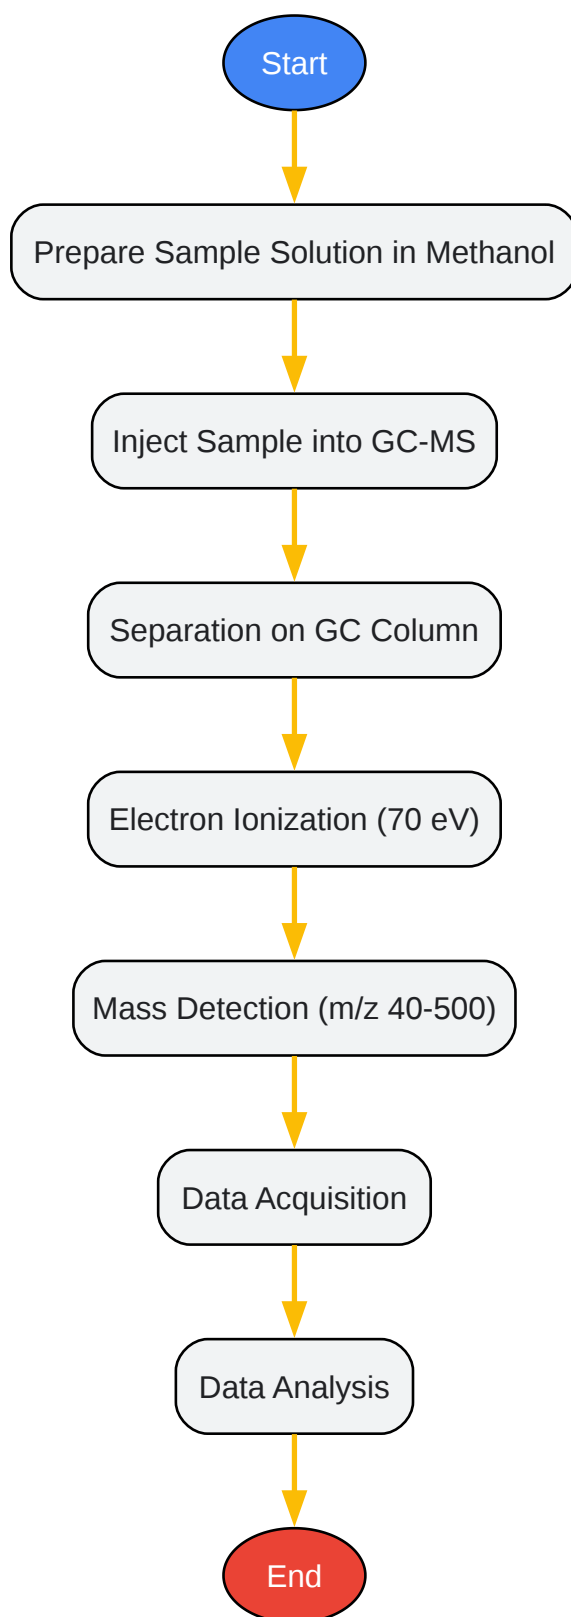 Start
Prepare Sample Solution in Methanol
Inject Sample into GC-MS
Separation on GC Column
Electron Ionization (70 eV)
Mass Detection (m/z 40-500)
Data Acquisition
Data Analysis
End